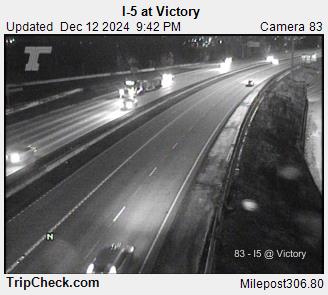 I-5 at Victory
Updated Dec 12 2024 9:42 PM Camera 83
T
N
83 - I5 @ Victory
TripCheck.com Milepost306.80